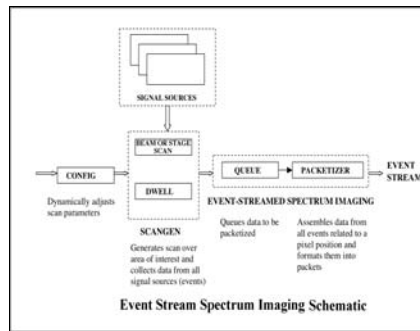 SIGNAL SOURCES
BEAM OR STAGE
SCAN
CONFIG
DWELL
QUEUE
PACKETIZER
EVENT
STREAM
Dynamically adjusts
scan parameters
SCANGEN
Generates scan over
area of interest and
collects data from all
signal sources (events)
EVENT-STREAMED SPECTRUM IMAGING
Queues data to be
packetized
Assembles data from
all events related to a
pixel position and
formats them into
packets
Event Stream Spectrum Imaging Schematic